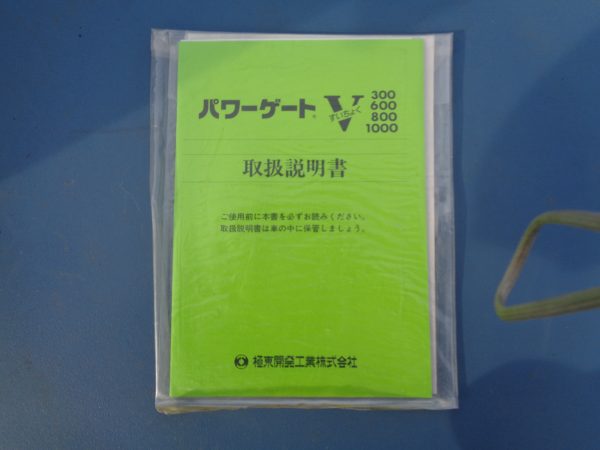 パワーゲート® V すいちょく
300
600
800
1000
取扱説明書
ご使用前に本書を必ずお読みください。
取扱説明書は車の中に保管しましょう。
極東開発工業株式会社